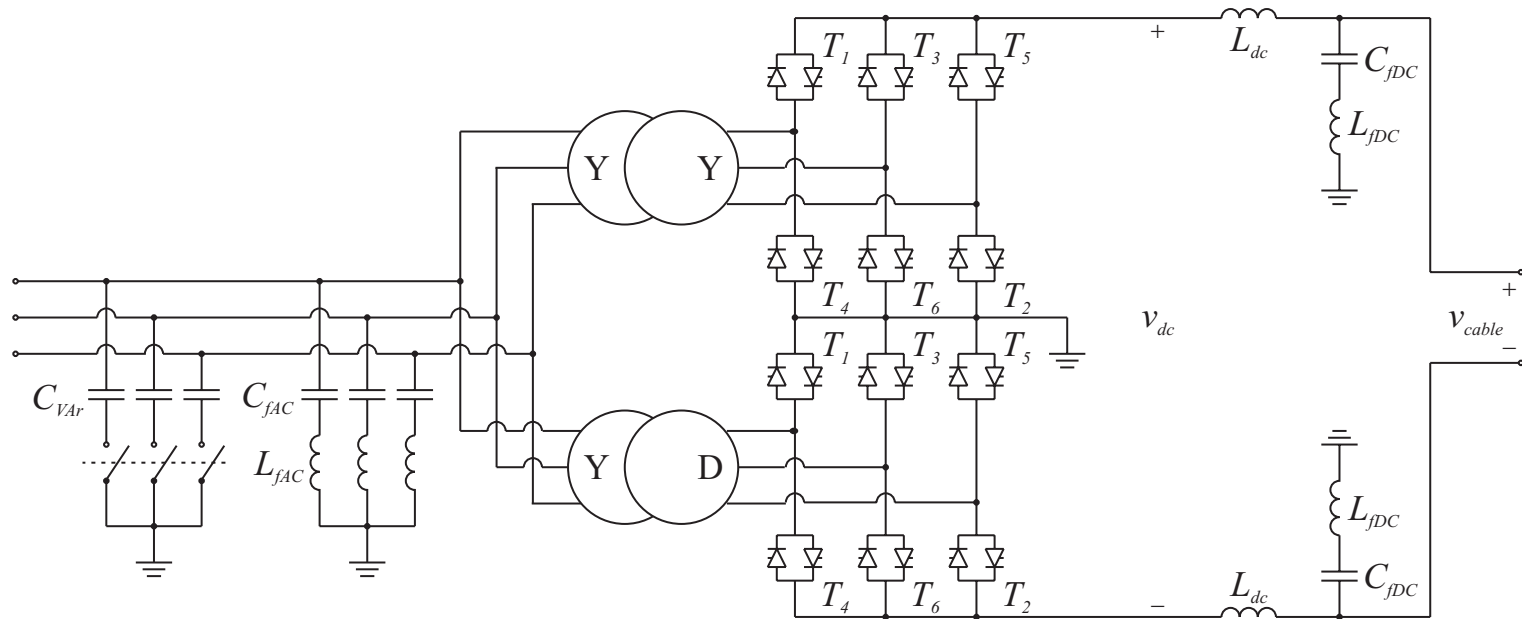 T1 T3 T5
+
Ldc
CfDC
LfDC
Y Y
T4 T6 T2
vdc
+
vcable
−
T1 T3 T5
CVAr
CfAC
LfAC
Y D
LfDC
CfDC
T4 T6 T2
−
Ldc